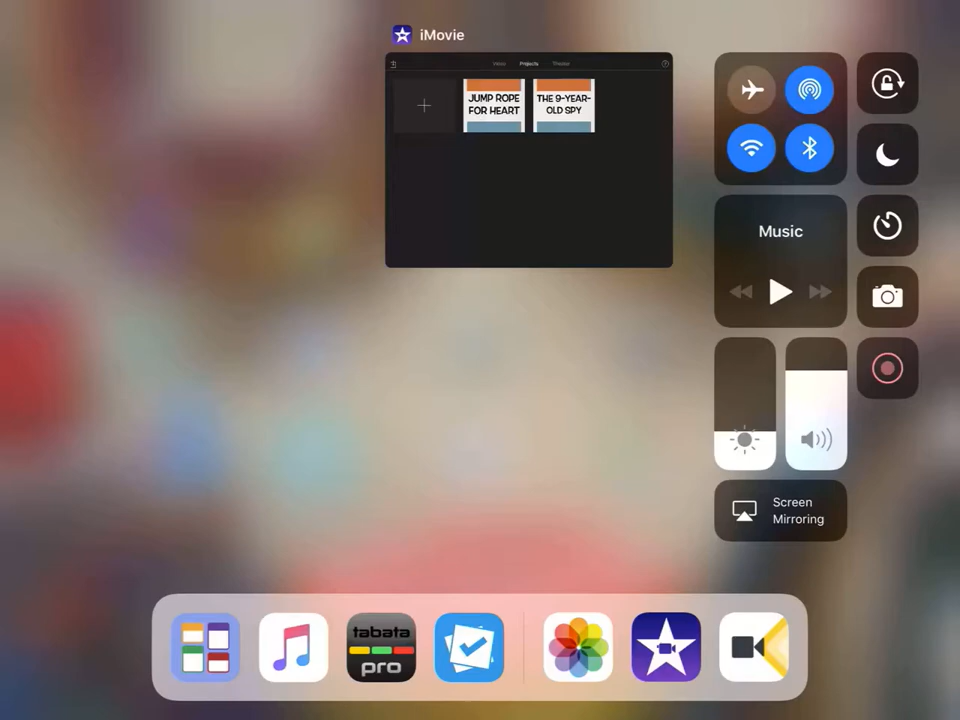 iMovie
Video Projects Theater
JUMP ROPE
FOR HEART
THE 9-YEAR-
OLD SPY
Music
Screen
Mirroring
tabata
pro